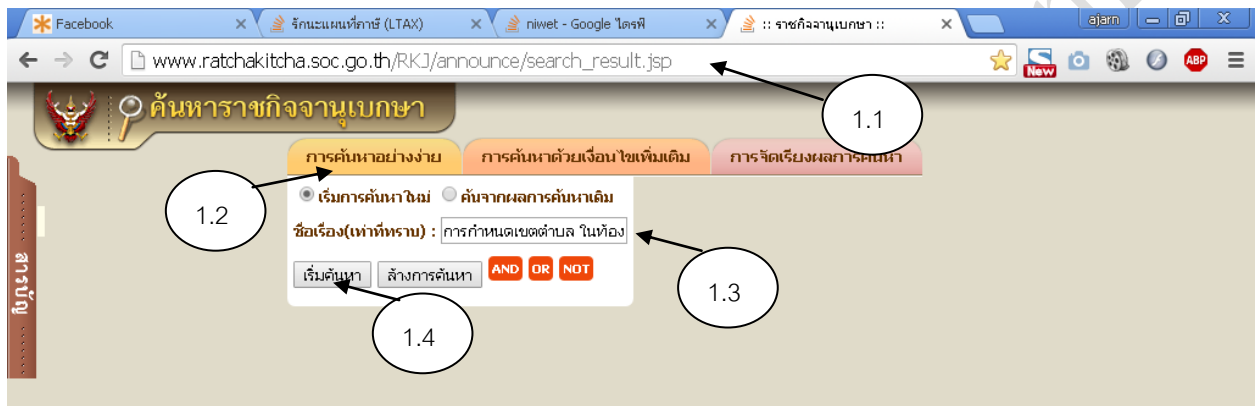 Facebook รักนะแผนที่ภาษี (LTAX) niwet - Google ไดรฟ์ :: ราชกิจจานุเบกษา :: ajarn
www.ratchakitcha.soc.go.th/RKJ/announce/search_result.jsp New ABP
ค้นหาราชกิจจานุเบกษา
1.1
การค้นหาอย่างง่าย การค้นหาด้วยเงื่อนไขเพิ่มเติม การจัดเรียงผลการค้นหา
เริ่มการค้นหาใหม่ ค้นจากผลการค้นหาเดิม
1.2
ชื่อเรื่อง(เท่าที่ทราบ) : การกำหนดเขตตำบล ในท้อง
เริ่มค้นหา ล้างการค้นหา AND OR NOT
1.3
สารบัญ
1.4